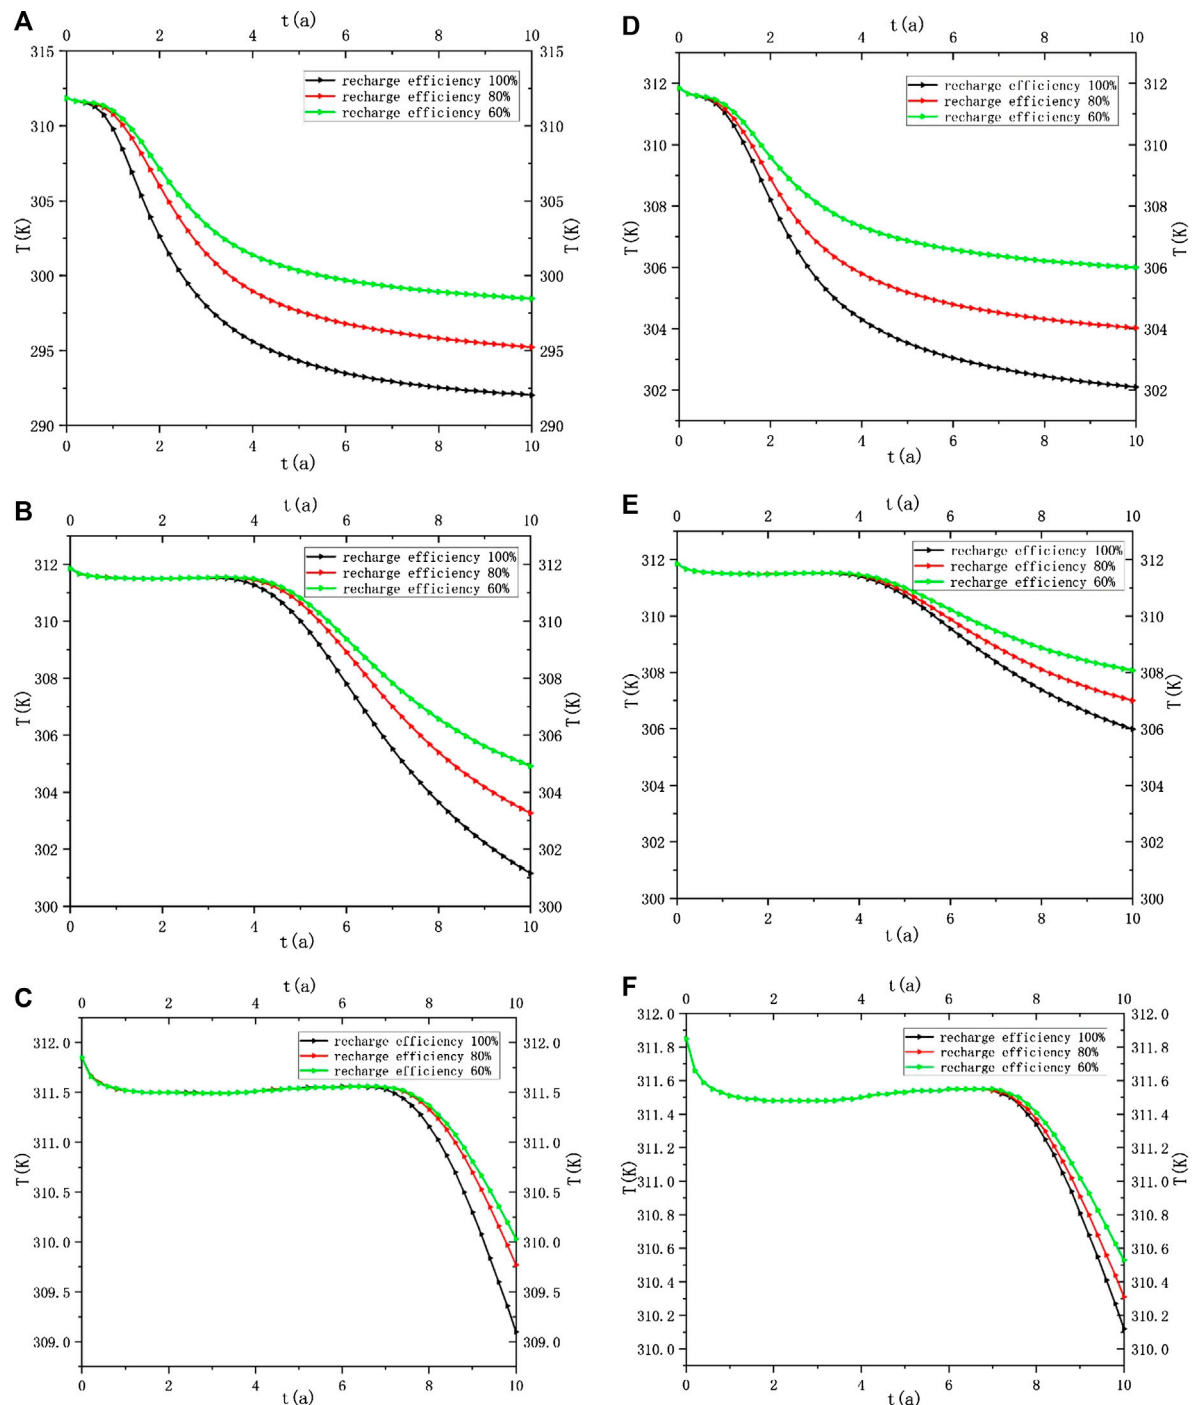 A
t(a)
0 2 4 6 8 10
315 315
recharge efficiency 100%
recharge efficiency 80%
recharge efficiency 60%
310 310
305 305
T(K) T(K)
300 300
295 295
290 290
0 2 4 6 8 10
t(a)
D
t(a)
0 2 4 6 8 10
312 312
recharge efficiency 100%
recharge efficiency 80%
recharge efficiency 60%
310 310
308 308
T(K) T(K)
306 306
304 304
302 302
0 2 4 6 8 10
t(a)
B
t(a)
0 2 4 6 8 10
recharge efficiency 100%
312 312
recharge efficiency 80%
recharge efficiency 60%
310 310
308 308
T(K) T(K)
306 306
304 304
302 302
300 300
0 2 4 6 8 10
t(a)
E
t(a)
0 2 4 6 8 10
recharge efficiency 100%
312 312
recharge efficiency 80%
recharge efficiency 60%
310 310
308 308
T(K) T(K)
306 306
304 304
302 302
300 300
0 2 4 6 8 10
t(a)
C
t(a)
0 2 4 6 8 10
312.0 312.0
recharge efficiency 100%
recharge efficiency 80%
recharge efficiency 60%
311.5 311.5
311.0 311.0
T(K) T(K)
310.5 310.5
310.0 310.0
309.5 309.5
309.0 309.0
0 2 4 6 8 10
t(a)
F
t(a)
0 2 4 6 8 10
312.0 312.0
recharge efficiency 100%
311.8 311.8
recharge efficiency 80%
recharge efficiency 60%
311.6 311.6
311.4 311.4
311.2 311.2
T(K) T(K)
311.0 311.0
310.8 310.8
310.6 310.6
310.4 310.4
310.2 310.2
310.0 310.0
0 2 4 6 8 10
t(a)